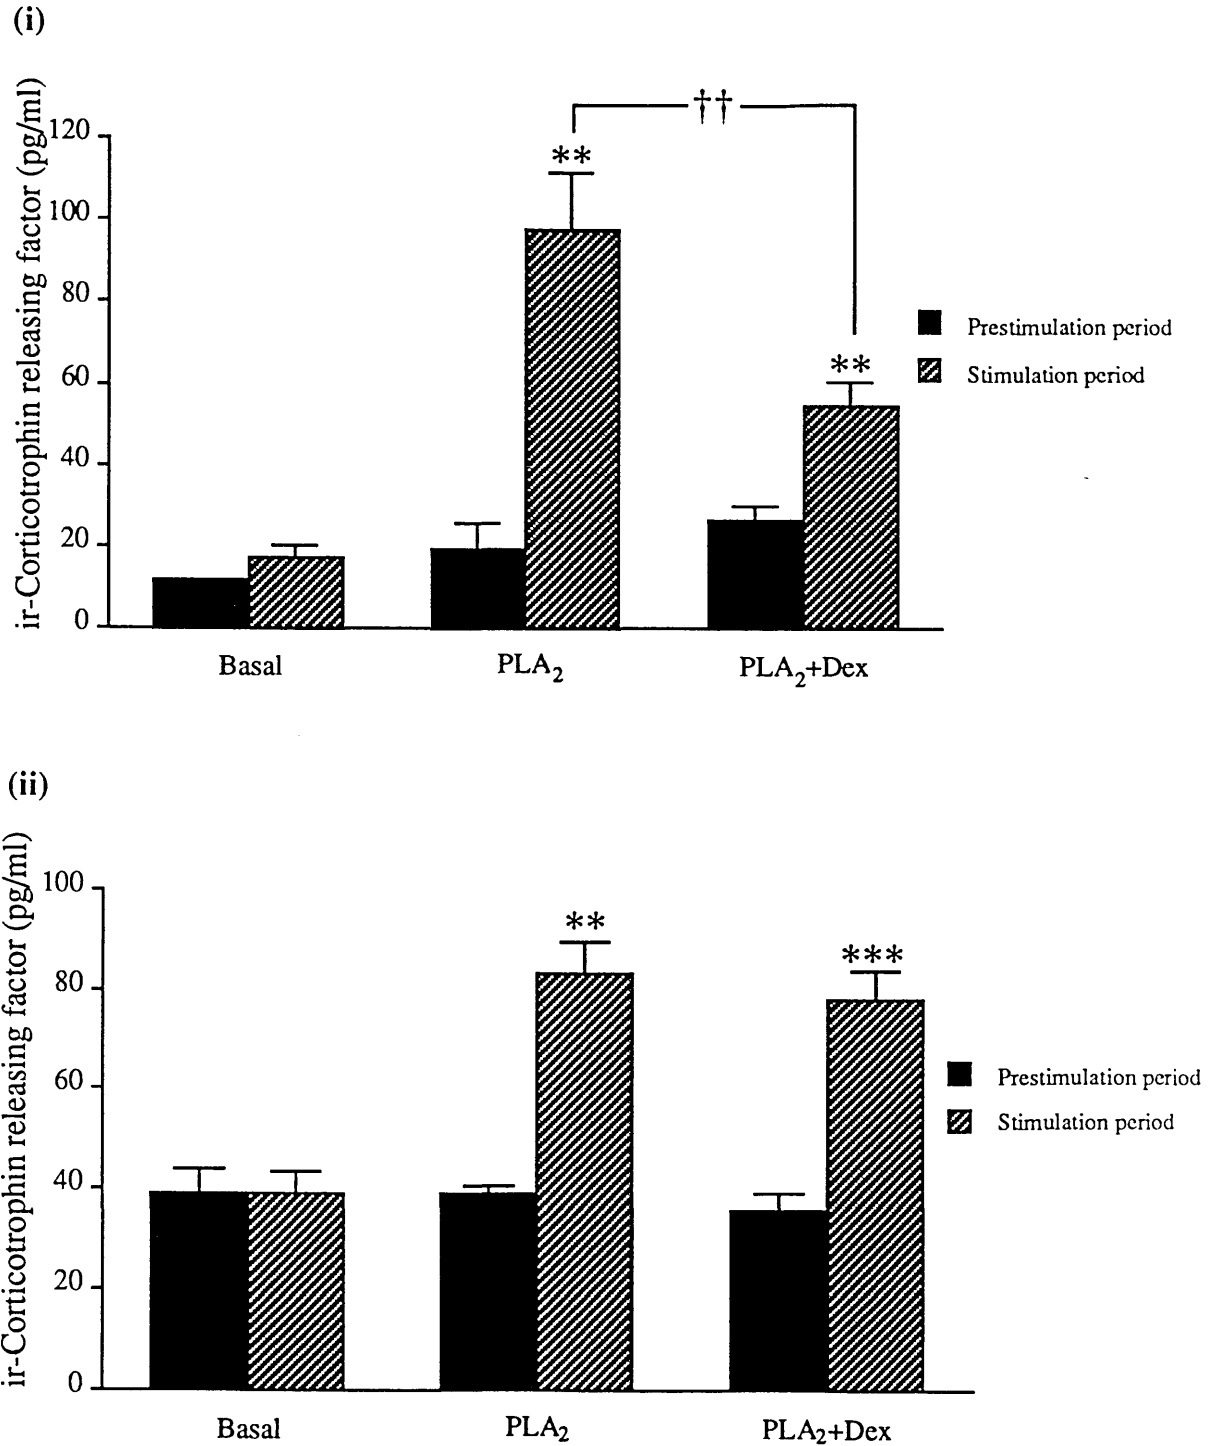 (i)
ir-Corticotrophin releasing factor (pg/ml)
120
100
80
60
40
20
0
††
**
**
Prestimulation period
Stimulation period
Basal
PLA₂
PLA₂+Dex
(ii)
ir-Corticotrophin releasing factor (pg/ml)
100
80
60
40
20
0
**
***
Prestimulation period
Stimulation period
Basal
PLA₂
PLA₂+Dex